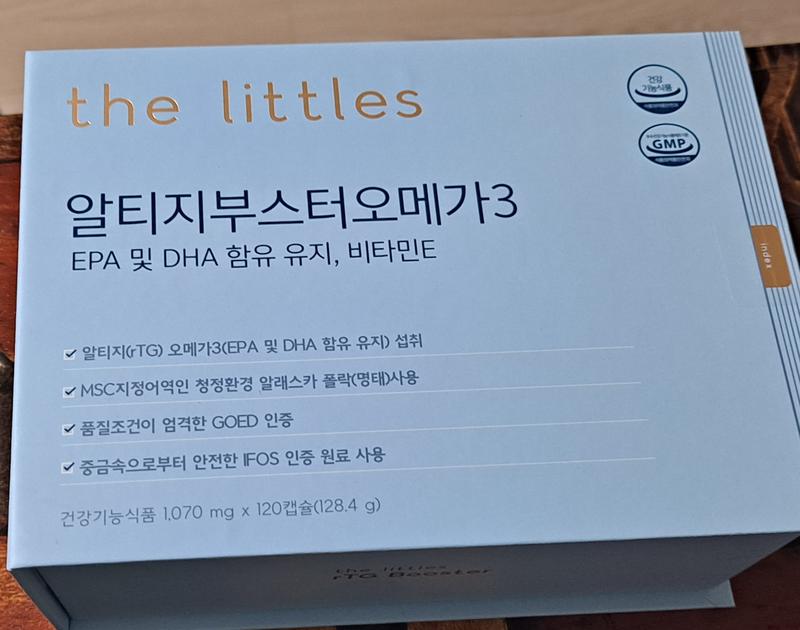 the littles
건강
기능식품
GMP
알티지부스터오메가3
EPA 및 DHA 함유 유지, 비타민E
index
알티지(rTG) 오메가3(EPA 및 DHA 함유 유지) 섭취
MSC지정어역인 청정환경 알래스카 폴락(명태)사용
품질조건이 엄격한 GOED 인증
중금속으로부터 안전한 IFOS 인증 원료 사용
건강기능식품 1,070 mg x 120캡슐(128.4 g)
the littles
rTG Booster